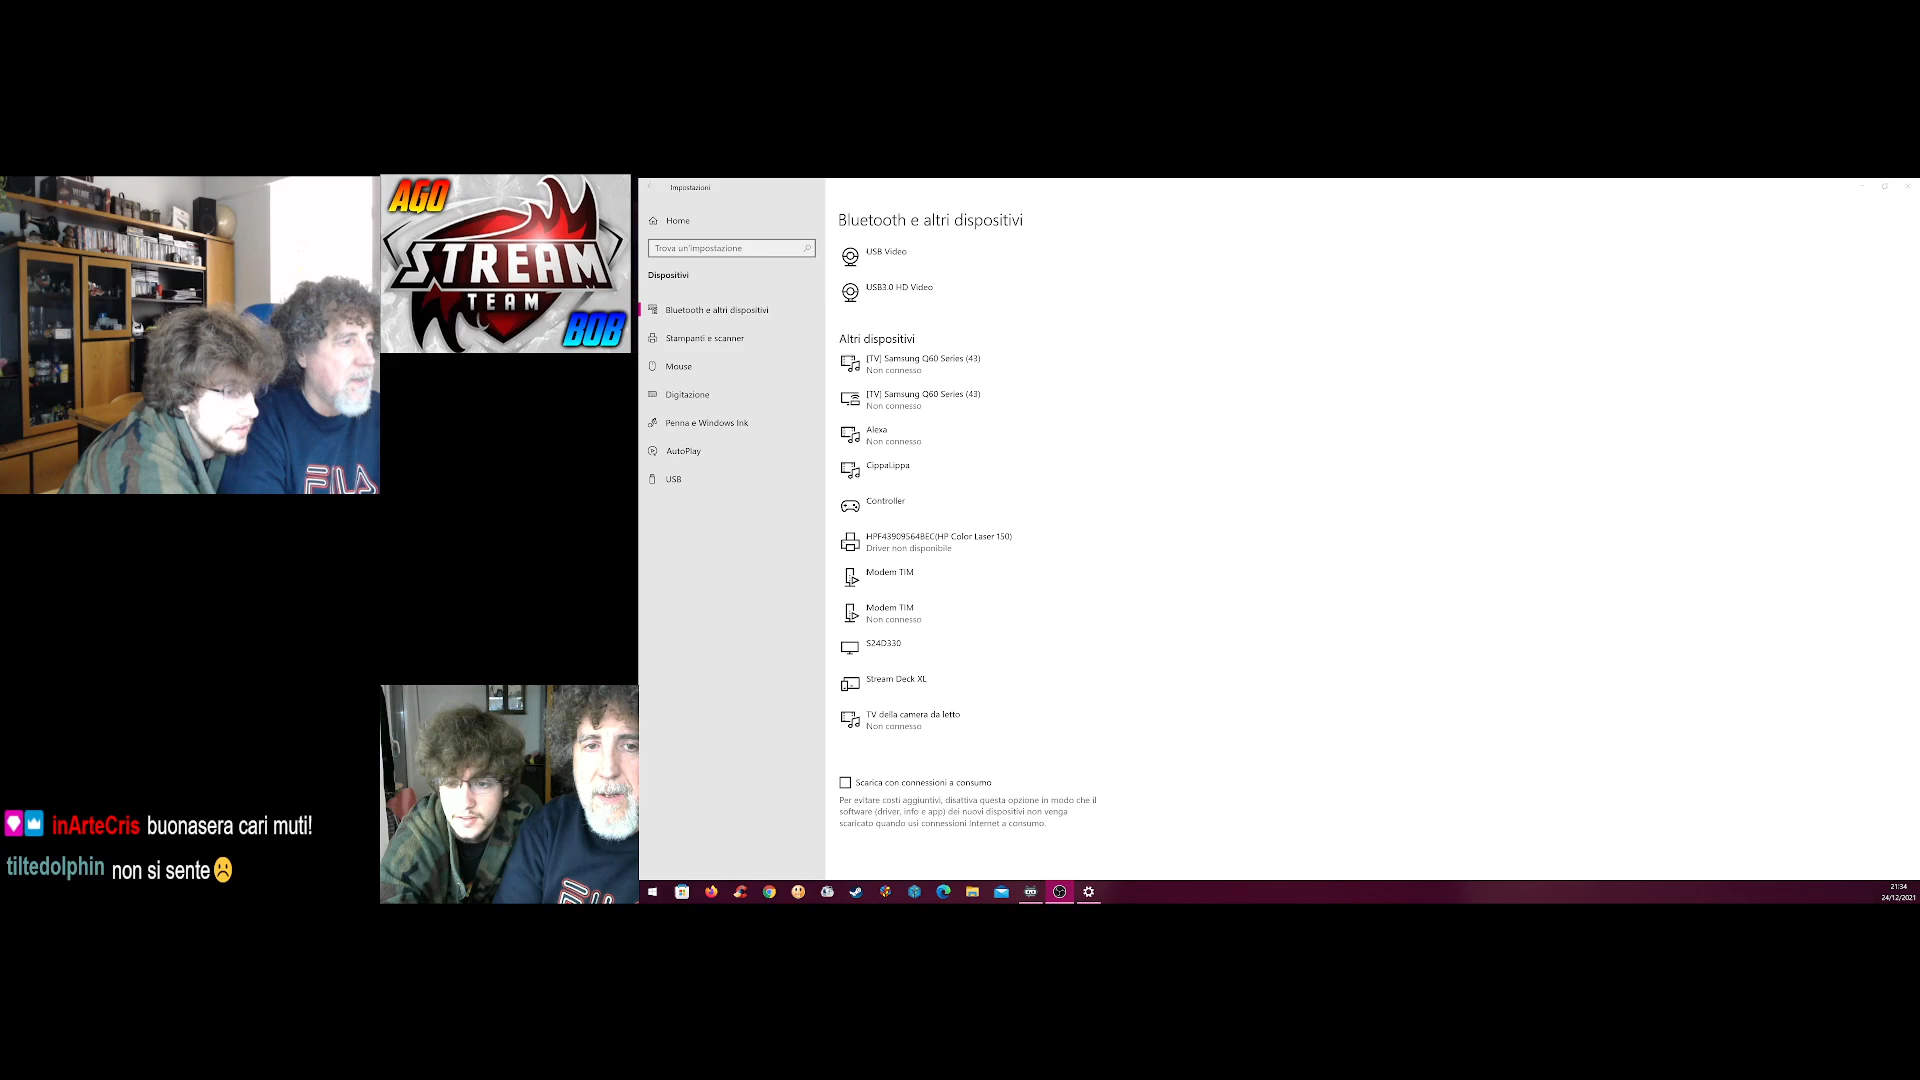 AGO
STREAM
TEAM
BOB
FILA
inArteCris buonasera cari muti!
tiltedolphin non si sente
Impostazioni
Home
Trova un'impostazione
Dispositivi
Bluetooth e altri dispositivi
Stampanti e scanner
Mouse
Digitazione
Penna e Windows Ink
AutoPlay
USB
Bluetooth e altri dispositivi
USB Video
USB3.0 HD Video
Altri dispositivi
[TV] Samsung Q60 Series (43)
Non connesso
[TV] Samsung Q60 Series (43)
Non connesso
Alexa
Non connesso
CippaLippa
Controller
HPF43909564BEC(HP Color Laser 150)
Driver non disponibile
Modem TIM
Modem TIM
Non connesso
S24D330
Stream Deck XL
TV della camera da letto
Non connesso
Scarica con connessioni a consumo
Per evitare costi aggiuntivi, disattiva questa opzione in modo che il
software (driver, info e app) dei nuovi dispositivi non venga
scaricato quando usi connessioni Internet a consumo.
21:34
24/12/2021